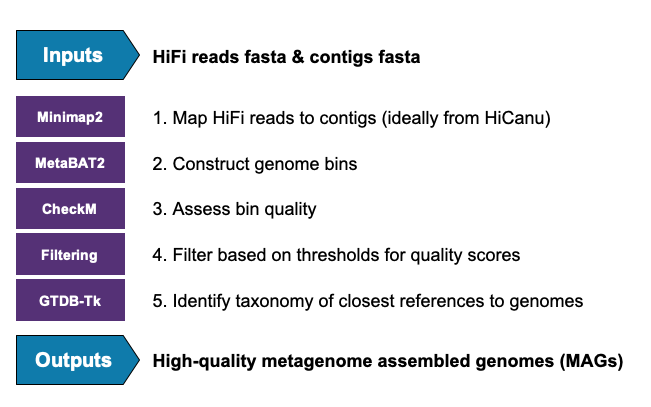 Inputs HiFi reads fasta & contigs fasta
Minimap2 1. Map HiFi reads to contigs (ideally from HiCanu)
MetaBAT2 2. Construct genome bins
CheckM 3. Assess bin quality
Filtering 4. Filter based on thresholds for quality scores
GTDB-Tk 5. Identify taxonomy of closest references to genomes
Outputs High-quality metagenome assembled genomes (MAGs)